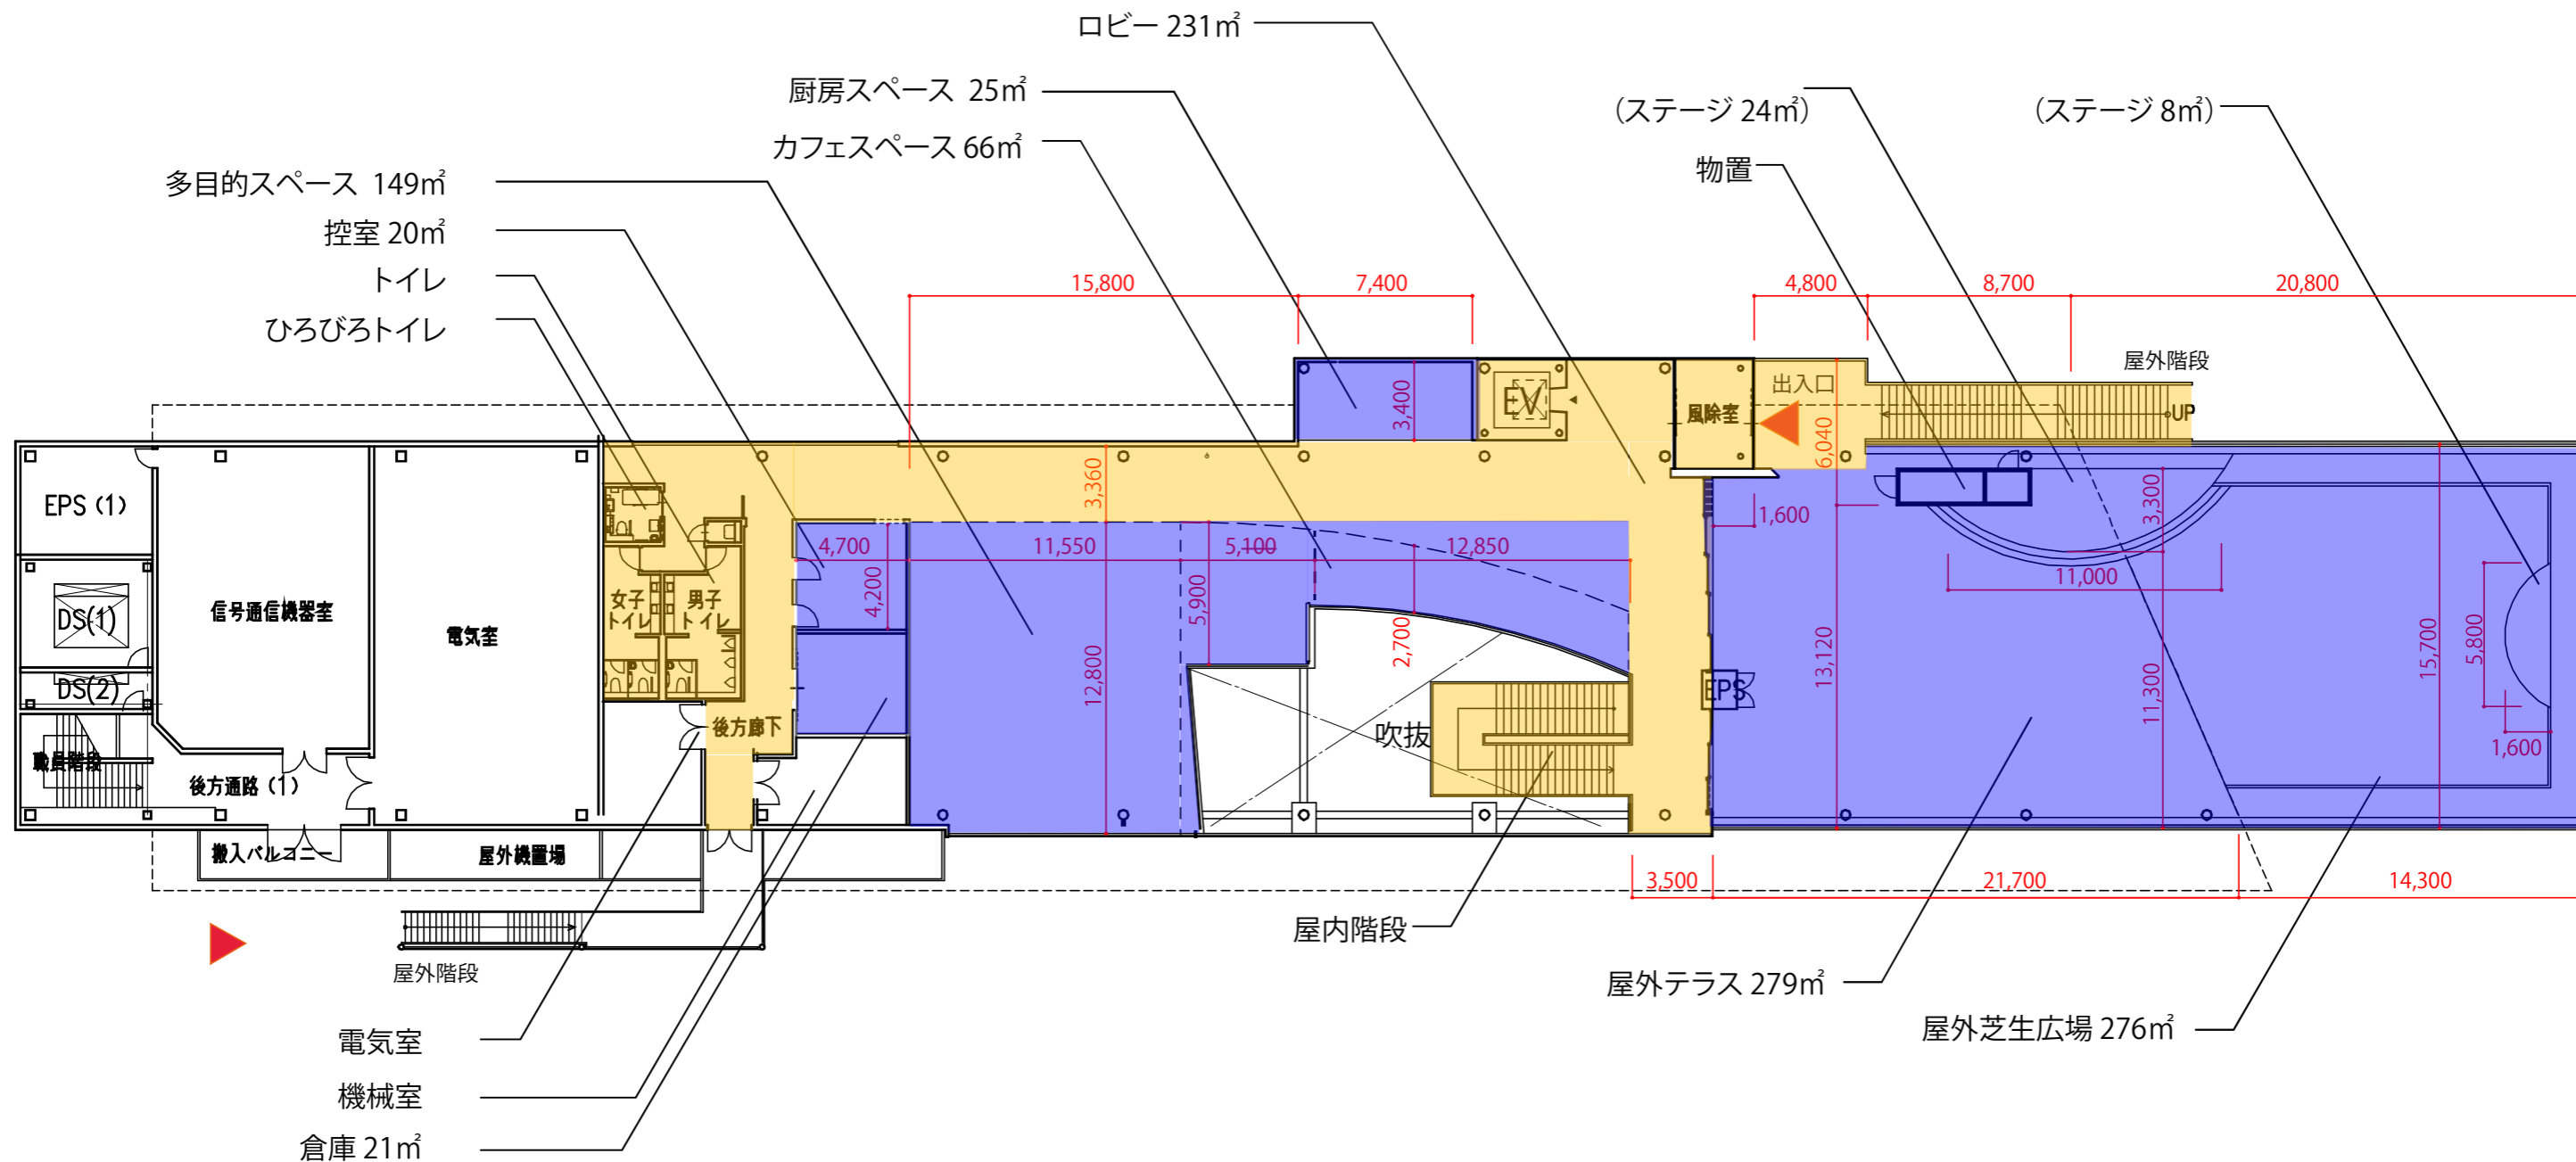 ロビー 231㎡
厨房スペース 25㎡
カフェスペース 66㎡
(ステージ 24㎡)
(ステージ 8㎡)
物置
多目的スペース 149㎡
控室 20㎡
トイレ
ひろびろトイレ
15,800
7,400
4,800
8,700
20,800
屋外階段
出入口
EV
風除室
UP
3,400
6,040
3,360
EPS (1)
DS(1)
DS(2)
信号通信機器室
電気室
女子
トイレ
男子
トイレ
4,700
4,200
11,550
5,100
12,850
5,900
2,700
12,800
1,600
3,300
11,000
13,120
11,300
15,700
5,800
1,600
EPS
吹抜
後方廊下
職員階段
後方通路 (1)
搬入バルコニー
屋外機置場
3,500
21,700
14,300
屋内階段
屋外階段
屋外テラス 279㎡
屋外芝生広場 276㎡
電気室
機械室
倉庫 21㎡